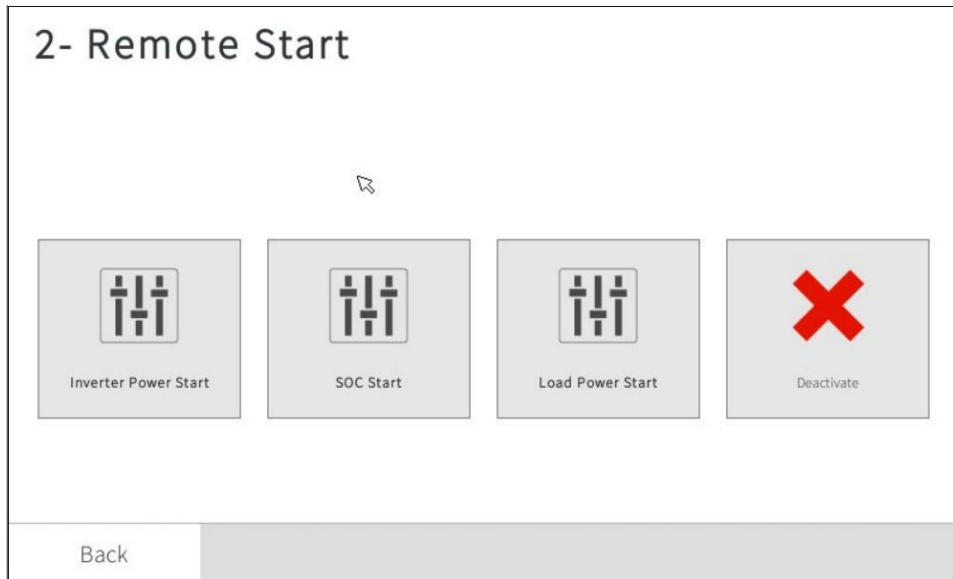 2- Remote Start
Inverter Power Start
SOC Start
Load Power Start
Deactivate
Back